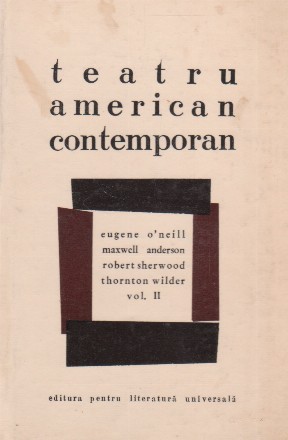 teatru
american
contemporan
eugene o'neill
maxwell anderson
robert sherwood
thornton wilder
vol. II
editura pentru literatură universală